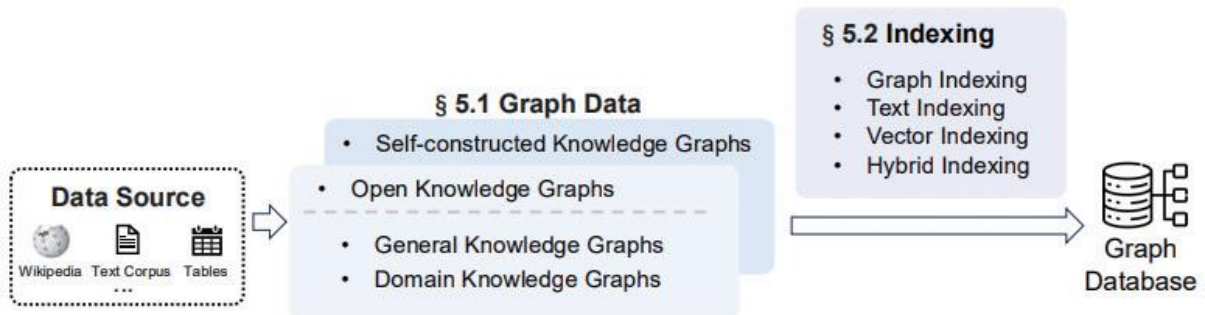 Data Source
Wikipedia Text Corpus Tables
...
§ 5.1 Graph Data
• Self-constructed Knowledge Graphs
• Open Knowledge Graphs
• General Knowledge Graphs
• Domain Knowledge Graphs
§ 5.2 Indexing
• Graph Indexing
• Text Indexing
• Vector Indexing
• Hybrid Indexing
Graph
Database